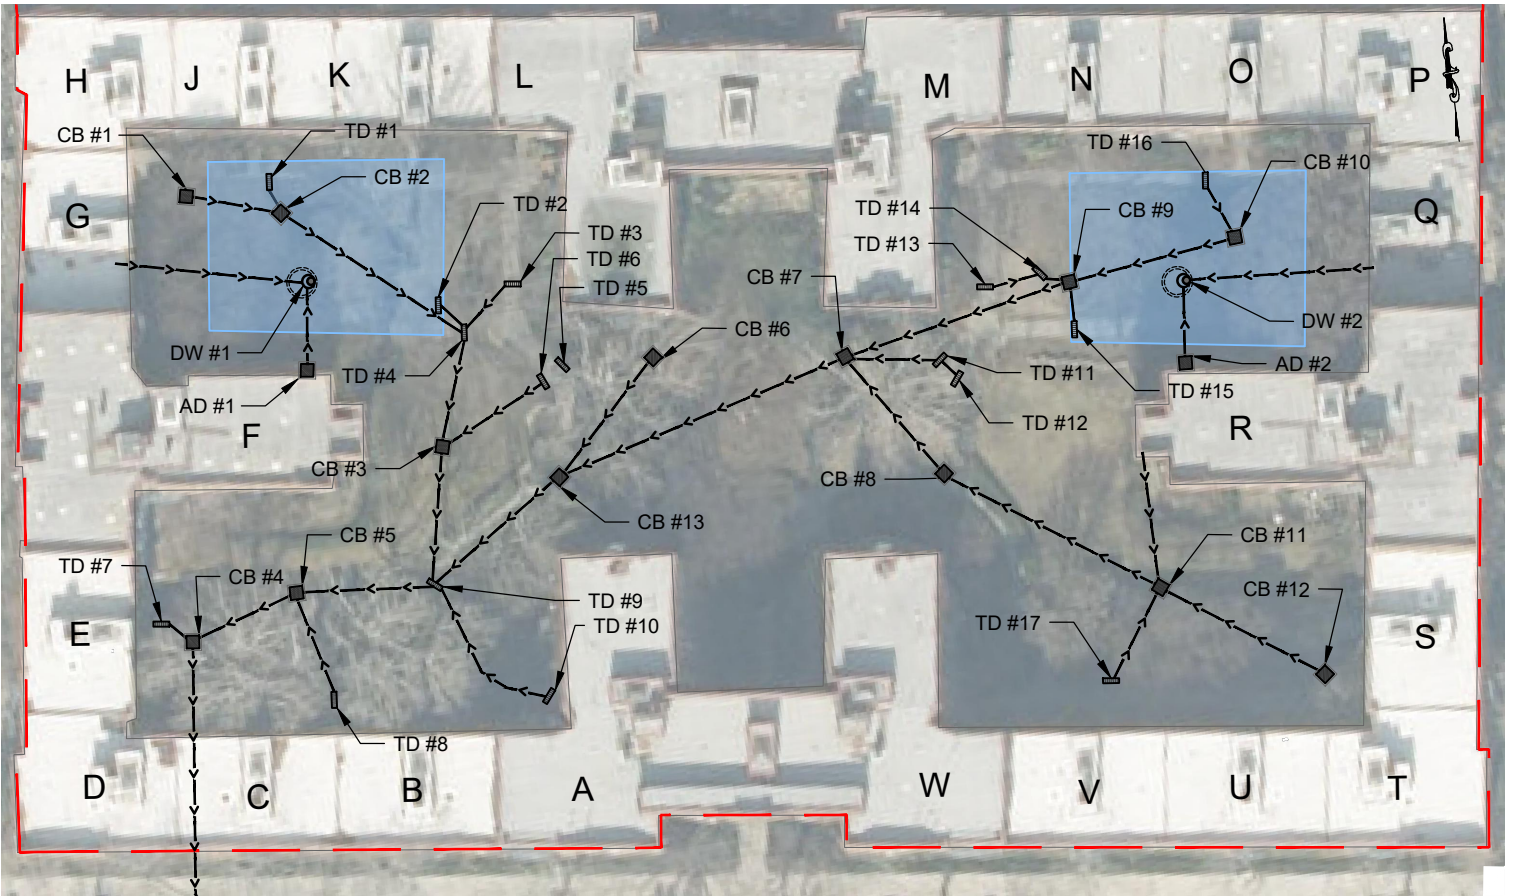 H
J
K
L
M
N
O
P
CB #1
TD #1
TD #16
CB #10
CB #2
G
TD #2
TD #14
CB #9
Q
TD #3
TD #13
TD #6
CB #7
TD #5
CB #6
DW #1
DW #2
TD #4
TD #11
AD #2
AD #1
TD #15
F
TD #12
R
CB #3
CB #8
CB #13
CB #5
CB #11
TD #7
CB #4
CB #12
TD #9
E
TD #10
TD #17
S
TD #8
D
C
B
A
W
V
U
T